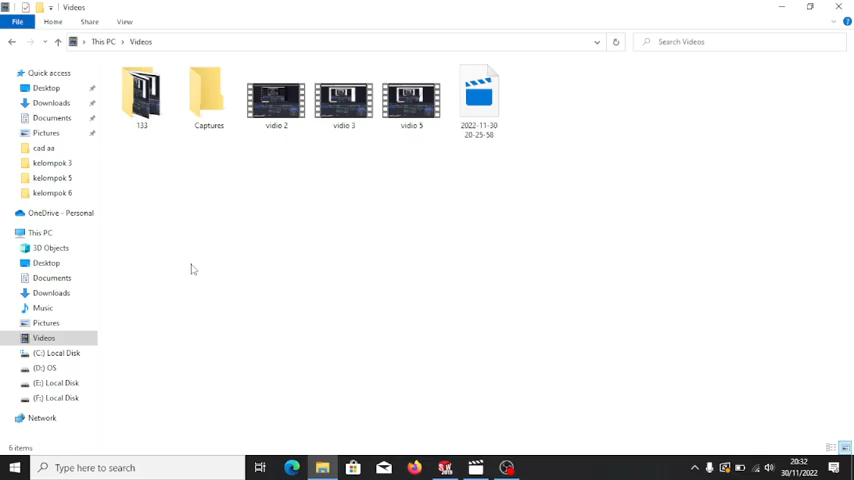 Videos
File
Home
Share
View
This PC
Videos
Search Videos
Quick access
Desktop
Downloads
Documents
Pictures
cad aa
kelompok 3
kelompok 5
kelompok 6
OneDrive - Personal
This PC
3D Objects
Desktop
Documents
Downloads
Music
Pictures
Videos
(C:) Local Disk
(D:) OS
(E:) Local Disk
(F:) Local Disk
Network
133
Captures
vidio 2
vidio 3
vidio 5
2022-11-30
20-25-58
6 items
Type here to search
SW
2019
20:32
30/11/2022